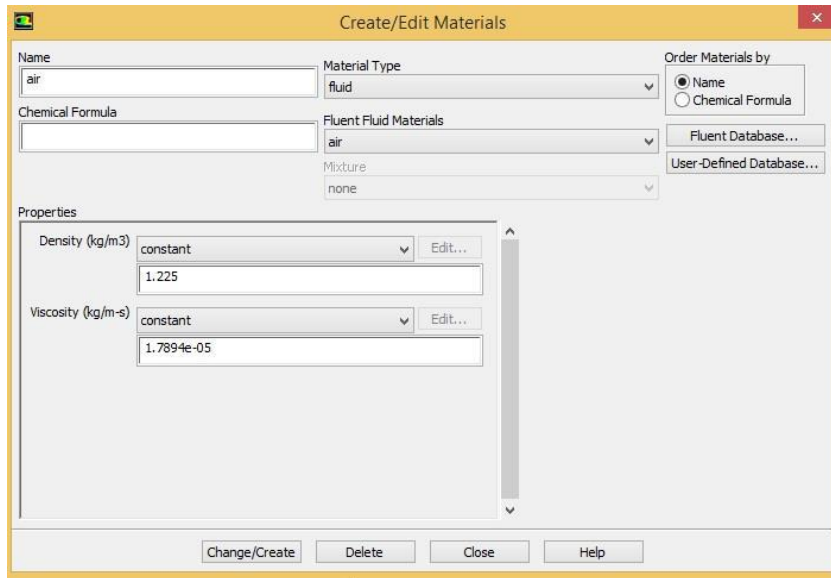 Create/Edit Materials
Name
air
Chemical Formula
Material Type
fluid
Fluent Fluid Materials
air
Mixture
none
Order Materials by
Name
Chemical Formula
Fluent Database...
User-Defined Database...
Properties
Density (kg/m3) constant Edit...
1.225
Viscosity (kg/m-s) constant Edit...
1.7894e-05
Change/Create Delete Close Help